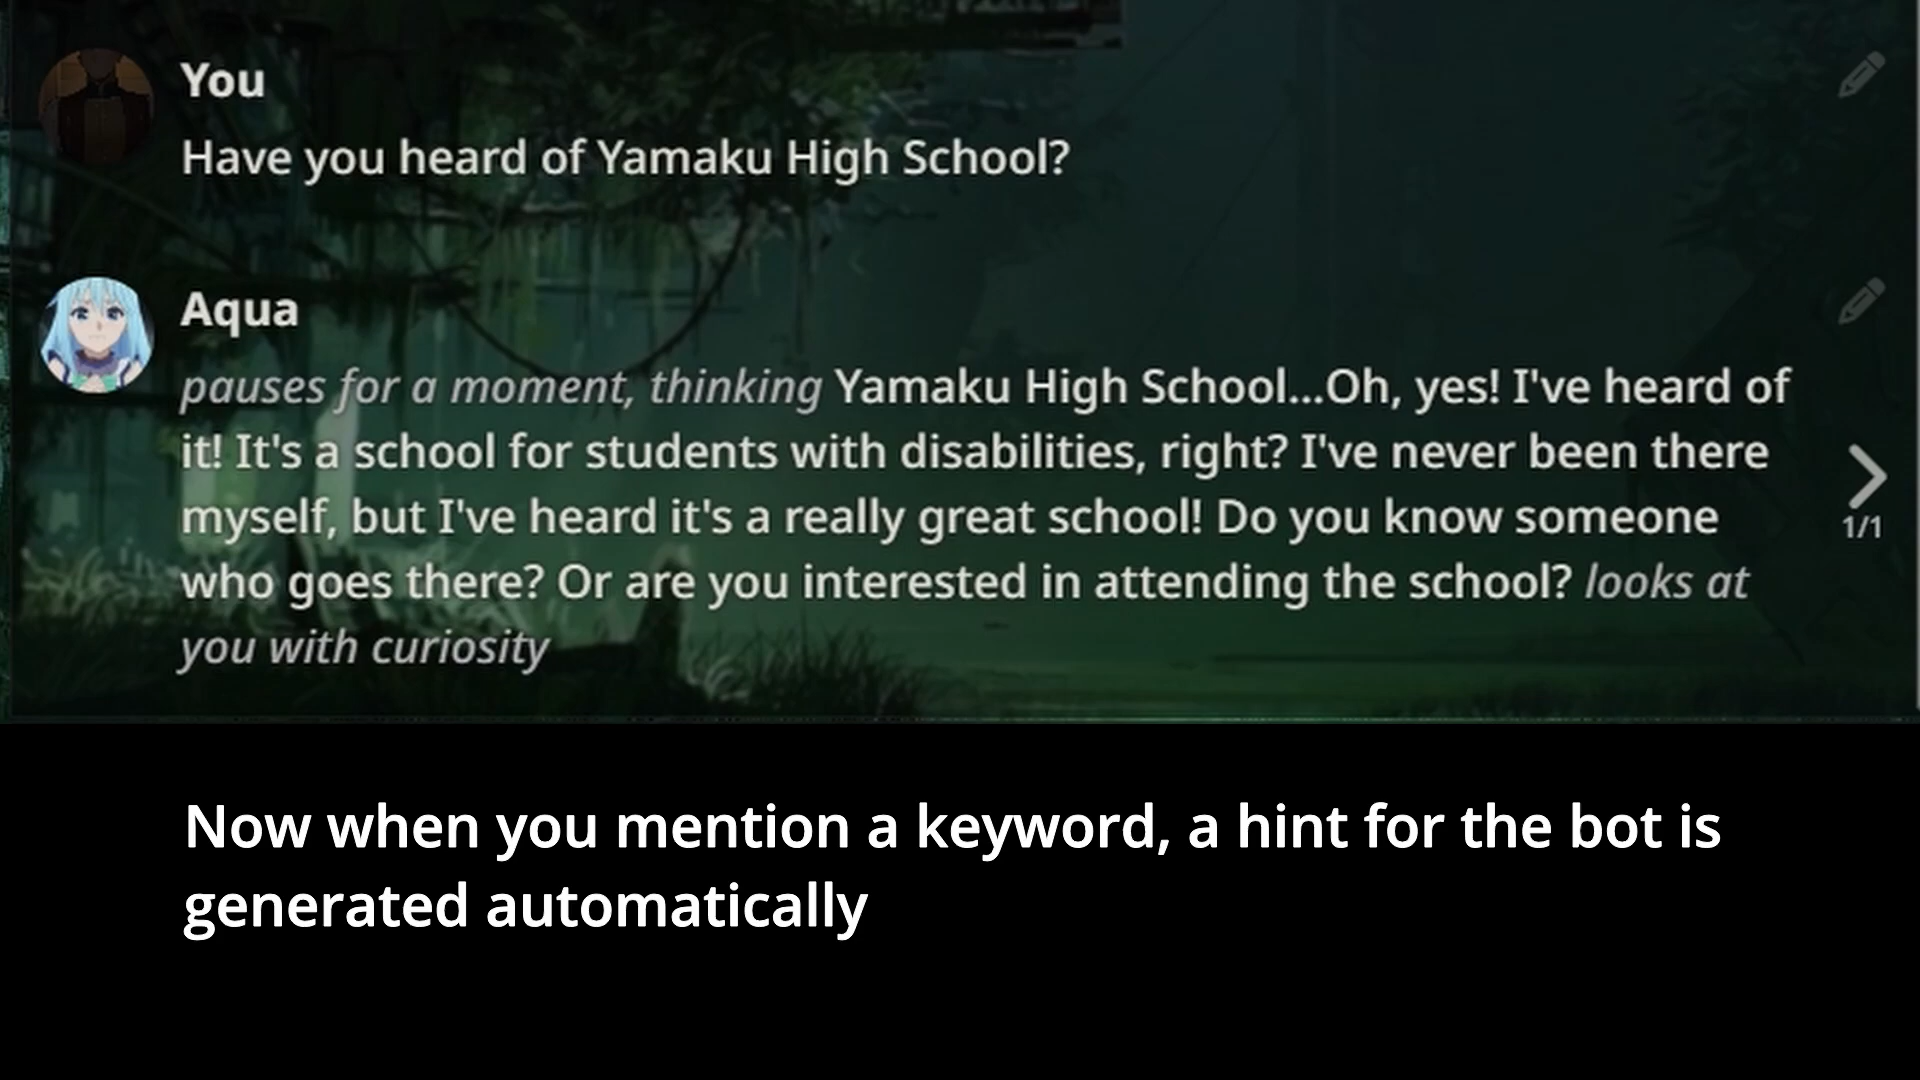 You
Have you heard of Yamaku High School?
Aqua
pauses for a moment, thinking Yamaku High School...Oh, yes! I've heard of
it! It's a school for students with disabilities, right? I've never been there
myself, but I've heard it's a really great school! Do you know someone
who goes there? Or are you interested in attending the school? looks at
you with curiosity
1/1
Now when you mention a keyword, a hint for the bot is
generated automatically